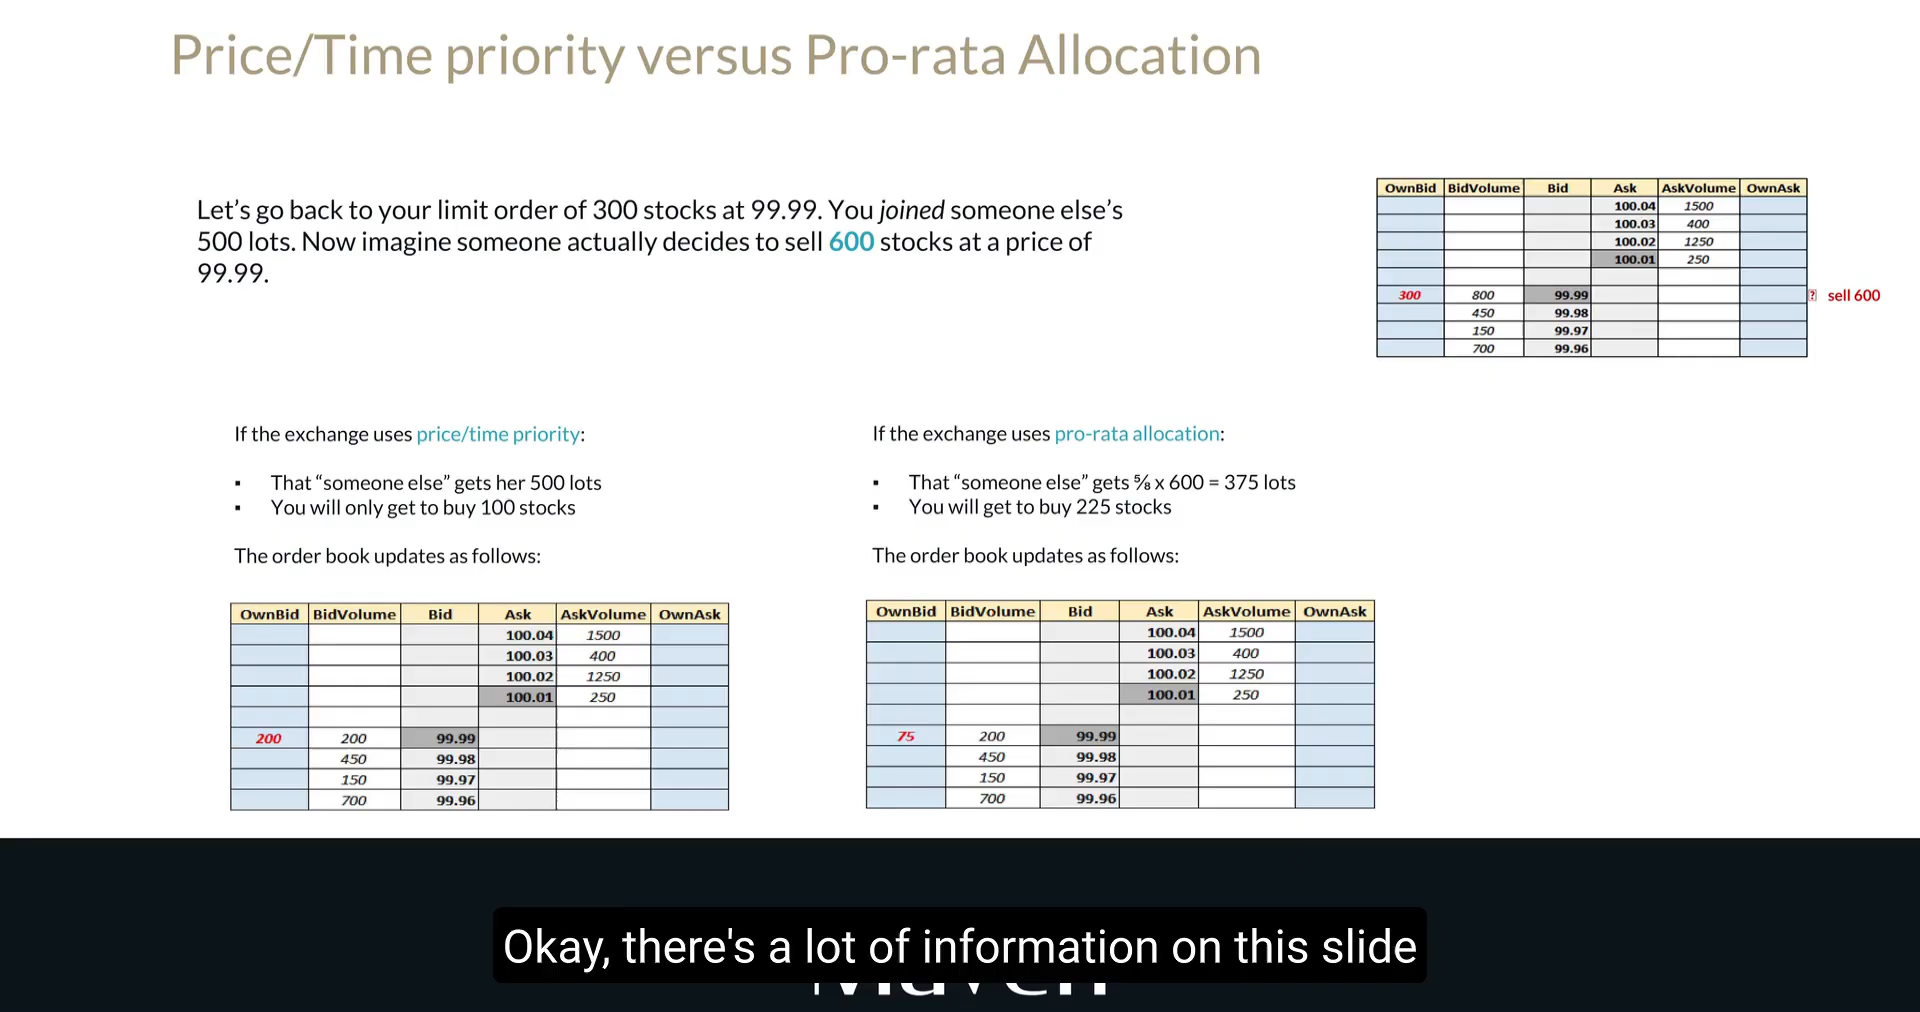 Price/Time priority versus Pro-rata Allocation
Let’s go back to your limit order of 300 stocks at 99.99. You joined someone else’s
500 lots. Now imagine someone actually decides to sell 600 stocks at a price of
99.99.
OwnBid BidVolume Bid Ask AskVolume OwnAsk
100.04 1500
100.03 400
100.02 1250
100.01 250
300 800 99.99 sell 600
450 99.98
150 99.97
700 99.96
If the exchange uses price/time priority:
▪ That “someone else” gets her 500 lots
▪ You will only get to buy 100 stocks
The order book updates as follows:
OwnBid BidVolume Bid Ask AskVolume OwnAsk
100.04 1500
100.03 400
100.02 1250
100.01 250
200 200 99.99
450 99.98
150 99.97
700 99.96
If the exchange uses pro-rata allocation:
▪ That “someone else” gets ⅝ x 600 = 375 lots
▪ You will get to buy 225 stocks
The order book updates as follows:
OwnBid BidVolume Bid Ask AskVolume OwnAsk
100.04 1500
100.03 400
100.02 1250
100.01 250
75 200 99.99
450 99.98
150 99.97
700 99.96
Okay, there's a lot of information on this slide